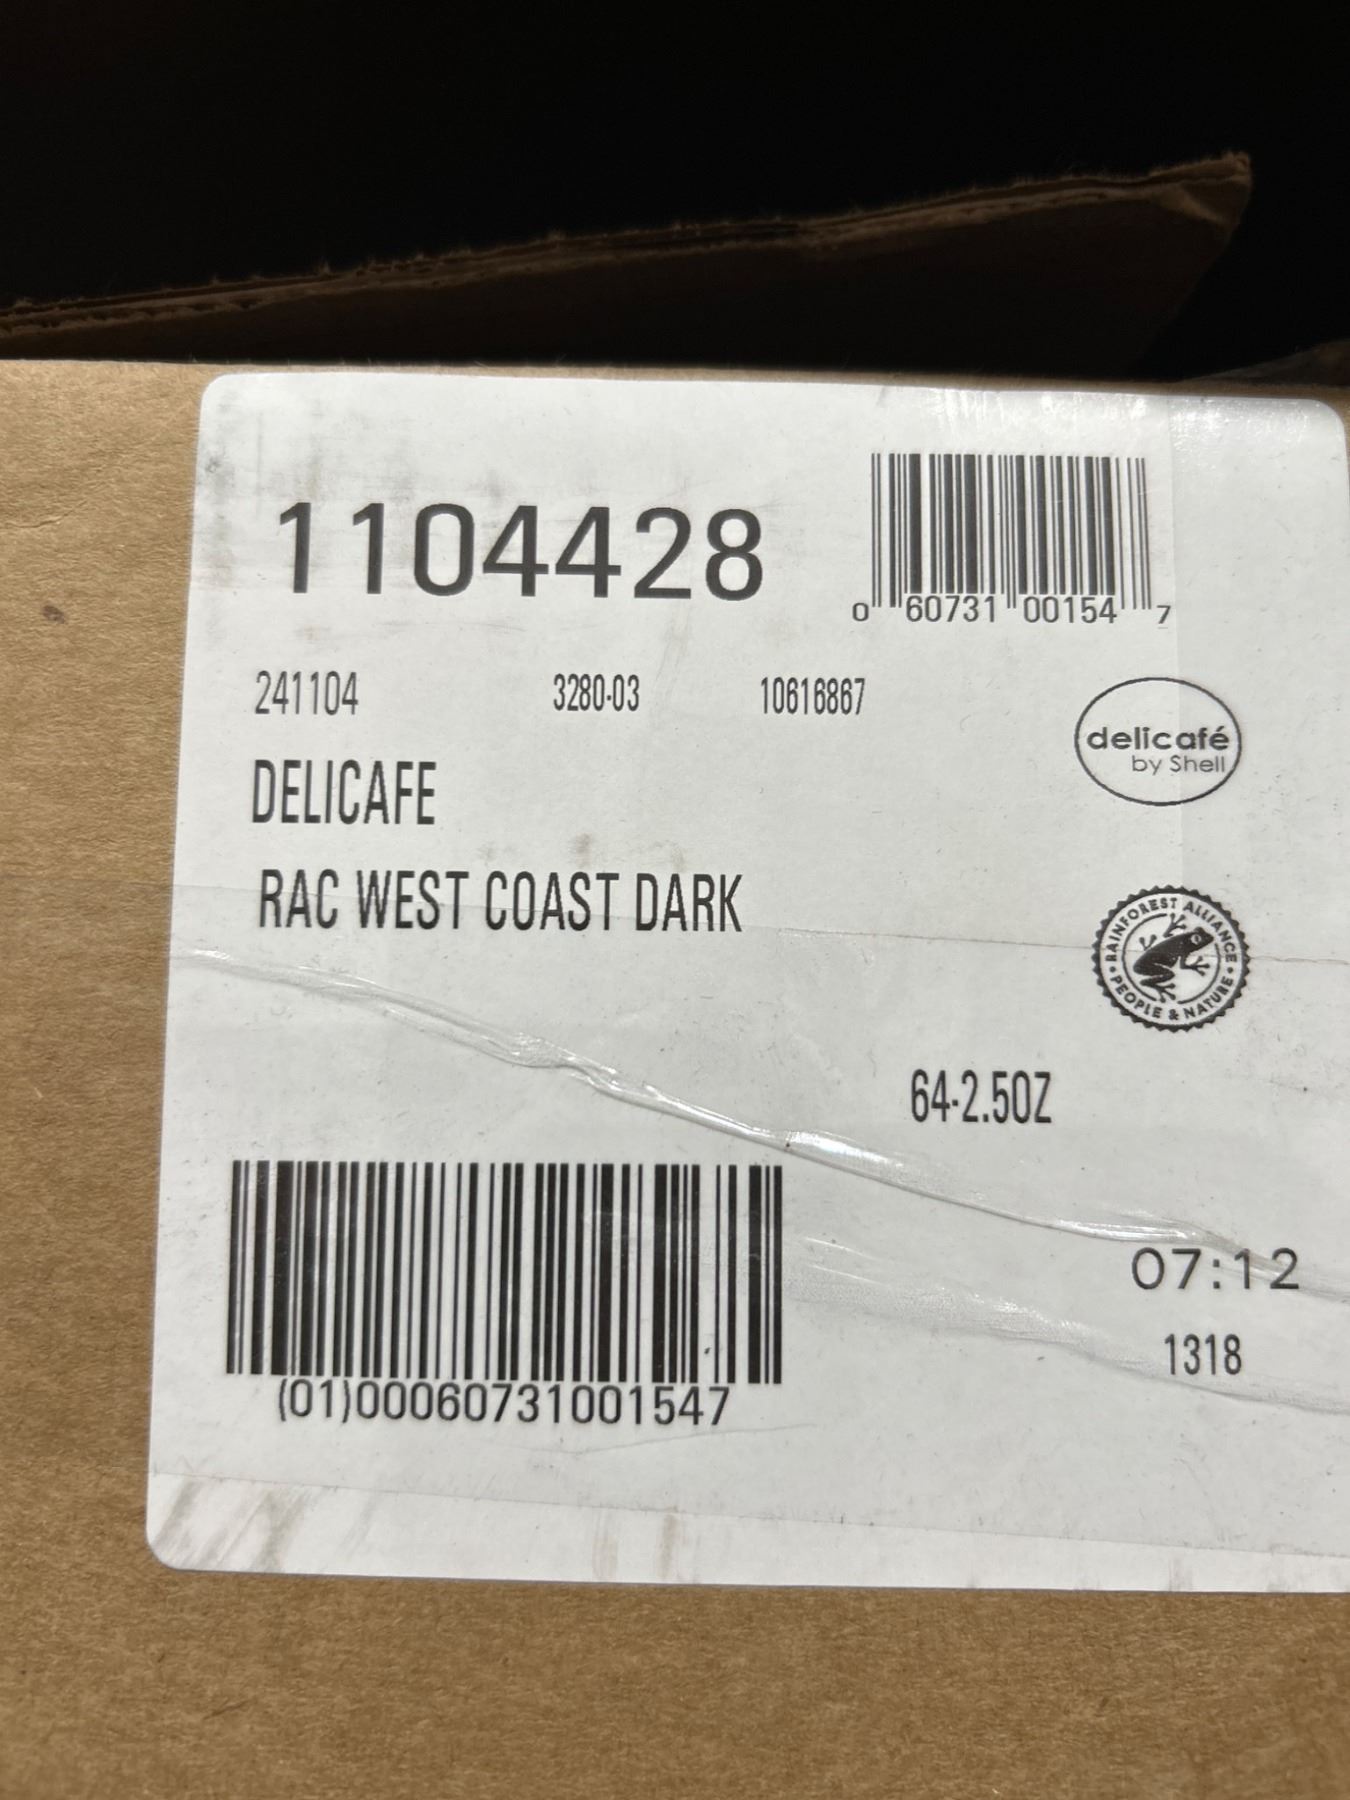 1104428
0 60731 00154 7
241104 3280-03 10616867
delicafé
by Shell
DELICAFE
RAC WEST COAST DARK
RAINFOREST ALLIANCE
PEOPLE & NATURE
64-2.5OZ
07:12
1318
(01)00060731001547